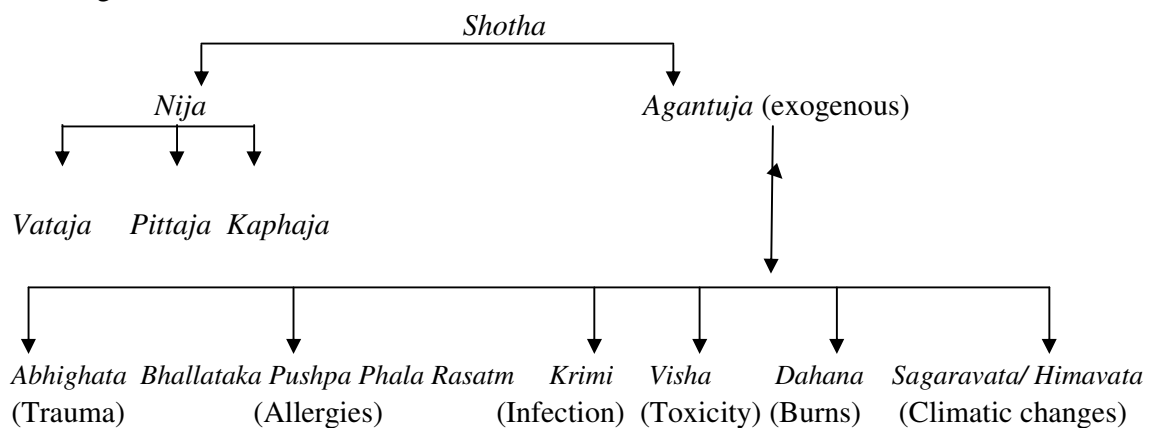 Shotha
Nija Agantuja (exogenous)
Vataja Pittaja Kaphaja
Abhighata Bhallataka Pushpa Phala Rasatm Krimi Visha Dahana Sagaravata/ Himavata
(Trauma) (Allergies) (Infection) (Toxicity) (Burns) (Climatic changes)